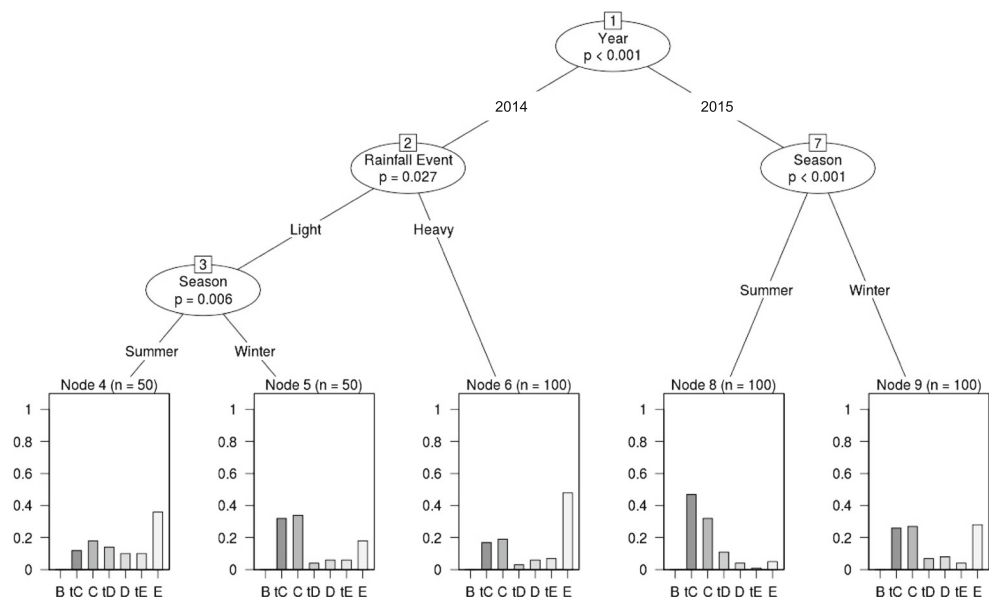 1
Year
p < 0.001
2014
2015
2
Rainfall Event
p = 0.027
7
Season
p < 0.001
Light
Heavy
3
Season
p = 0.006
Summer
Winter
Summer
Winter
Node 4 (n = 50)
1
0.8
0.6
0.4
0.2
0
B tC C tD D tE E
Node 5 (n = 50)
1
0.8
0.6
0.4
0.2
0
B tC C tD D tE E
Node 6 (n = 100)
1
0.8
0.6
0.4
0.2
0
B tC C tD D tE E
Node 8 (n = 100)
1
0.8
0.6
0.4
0.2
0
B tC C tD D tE E
Node 9 (n = 100)
1
0.8
0.6
0.4
0.2
0
B tC C tD D tE E